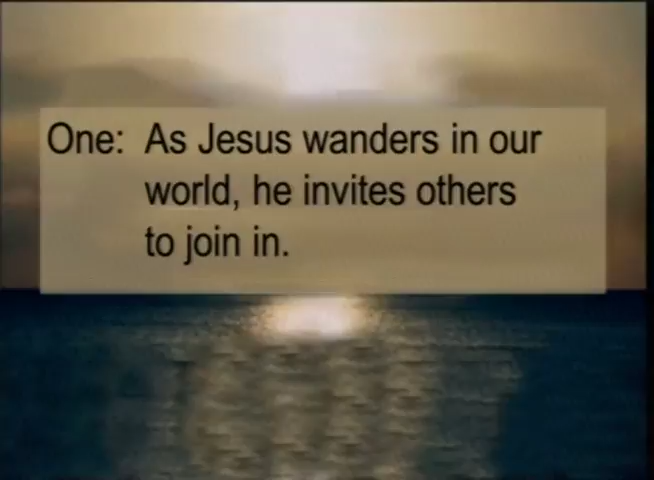 One: As Jesus wanders in our
world, he invites others
to join in.